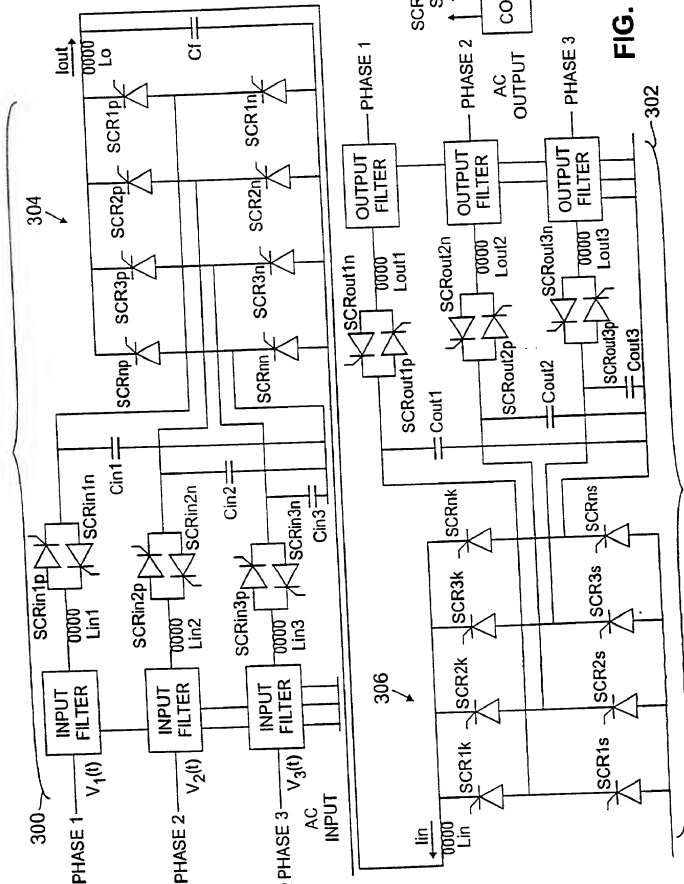 300
PHASE 1
V1(t)
INPUT
FILTER
Lin1
SCRin1p
SCRin1n
Cin1
PHASE 2
V2(t)
INPUT
FILTER
Lin2
SCRin2p
SCRin2n
Cin2
PHASE 3
V3(t)
INPUT
FILTER
Lin3
SCRin3p
SCRin3n
Cin3
AC
INPUT
304
SCRnp
SCR3p
SCR2p
SCR1p
SCRnn
SCR3n
SCR2n
SCR1n
Iout
Lo
Cf
306
Iin
Lin
SCR1k
SCR2k
SCR3k
SCRnk
SCR1s
SCR2s
SCR3s
SCRns
Cout1
SCRout1p
SCRout1n
Lout1
OUTPUT
FILTER
PHASE 1
Cout2
SCRout2p
SCRout2n
Lout2
OUTPUT
FILTER
PHASE 2
AC
OUTPUT
Cout3
SCRout3p
SCRout3n
Lout3
OUTPUT
FILTER
PHASE 3
302
SCR
S
CO
FIG.